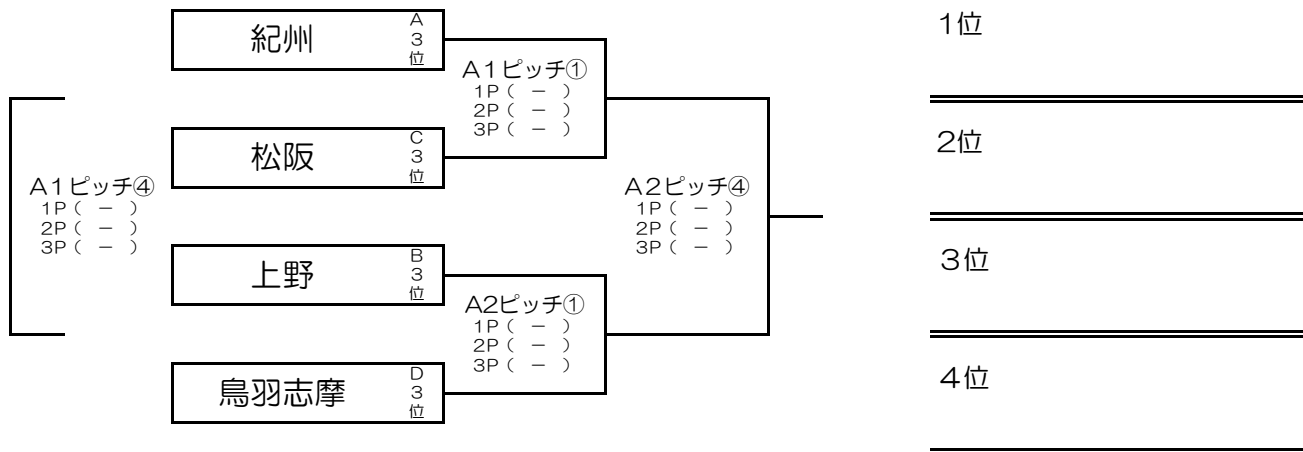 紀州
A
3
位
A1ピッチ①
1P( - )
2P( - )
3P( - )
松阪
C
3
位
A1ピッチ④
1P( - )
2P( - )
3P( - )
A2ピッチ④
1P( - )
2P( - )
3P( - )
上野
B
3
位
A2ピッチ①
1P( - )
2P( - )
3P( - )
鳥羽志摩
D
3
位
1位
2位
3位
4位